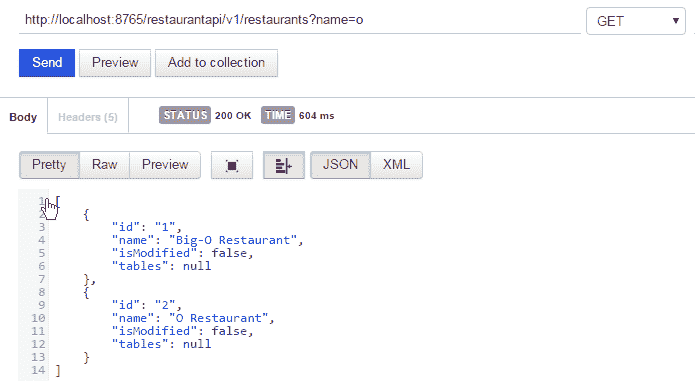 http://localhost:8765/restaurantapi/v1/restaurants?name=o GET
Send Preview Add to collection
Body Headers (5) STATUS 200 OK TIME 604 ms
Pretty Raw Preview JSON XML
1 [
2 {
3 "id": "1",
4 "name": "Big-O Restaurant",
5 "isModified": false,
6 "tables": null
7 },
8 {
9 "id": "2",
10 "name": "O Restaurant",
11 "isModified": false,
12 "tables": null
13 }
14 ]